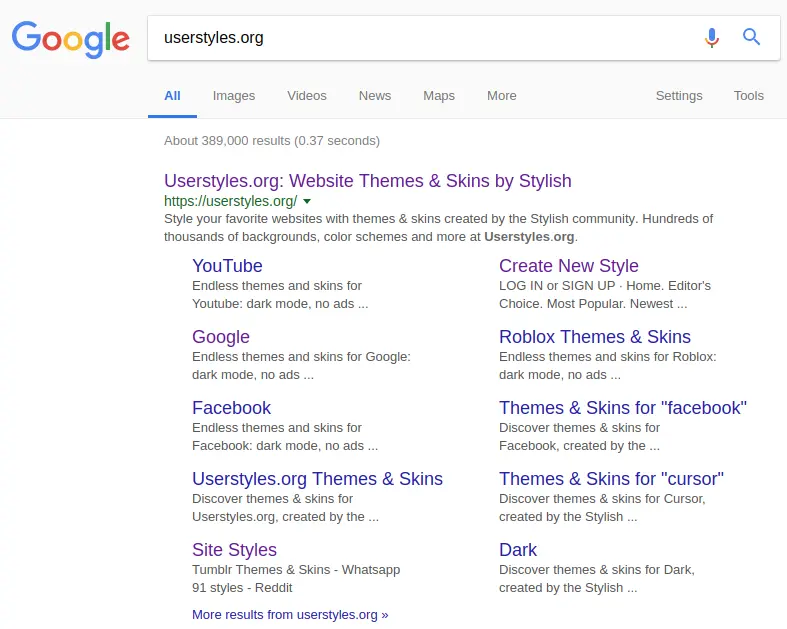 Google
userstyles.org
All Images Videos News Maps More Settings Tools
About 389,000 results (0.37 seconds)
Userstyles.org: Website Themes & Skins by Stylish
https://userstyles.org/
Style your favorite websites with themes & skins created by the Stylish community. Hundreds of
thousands of backgrounds, color schemes and more at Userstyles.org.
YouTube
Endless themes and skins for
Youtube: dark mode, no ads ...
Create New Style
LOG IN or SIGN UP · Home. Editor's
Choice. Most Popular. Newest ...
Google
Endless themes and skins for Google:
dark mode, no ads ...
Roblox Themes & Skins
Endless themes and skins for Roblox:
dark mode, no ads ...
Facebook
Endless themes and skins for
Facebook: dark mode, no ads ...
Themes & Skins for "facebook"
Discover themes & skins for
Facebook, created by the ...
Userstyles.org Themes & Skins
Discover themes & skins for
Userstyles.org, created by the ...
Themes & Skins for "cursor"
Discover themes & skins for Cursor,
created by the Stylish ...
Site Styles
Tumblr Themes & Skins - Whatsapp
91 styles - Reddit
Dark
Discover themes & skins for Dark,
created by the Stylish ...
More results from userstyles.org »